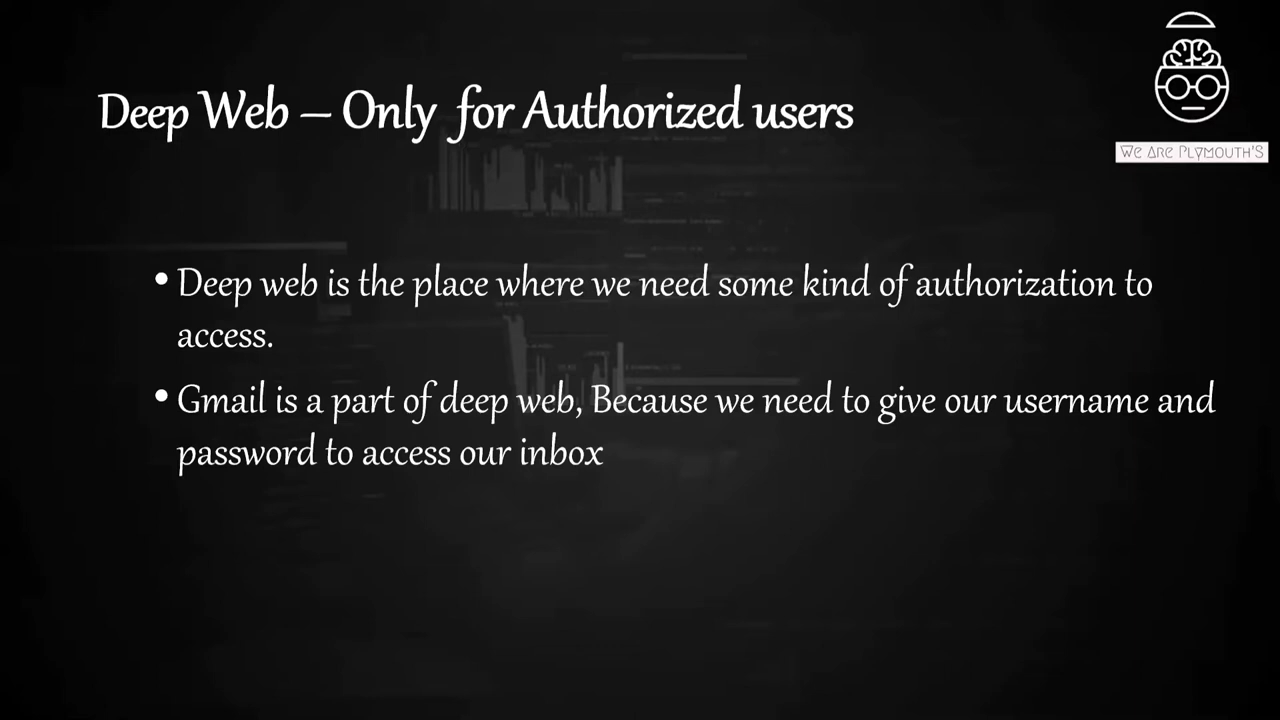 Deep Web – Only for Authorized users
WE ARE PLYMOUTH'S
• Deep web is the place where we need some kind of authorization to
access.
• Gmail is a part of deep web, Because we need to give our username and
password to access our inbox